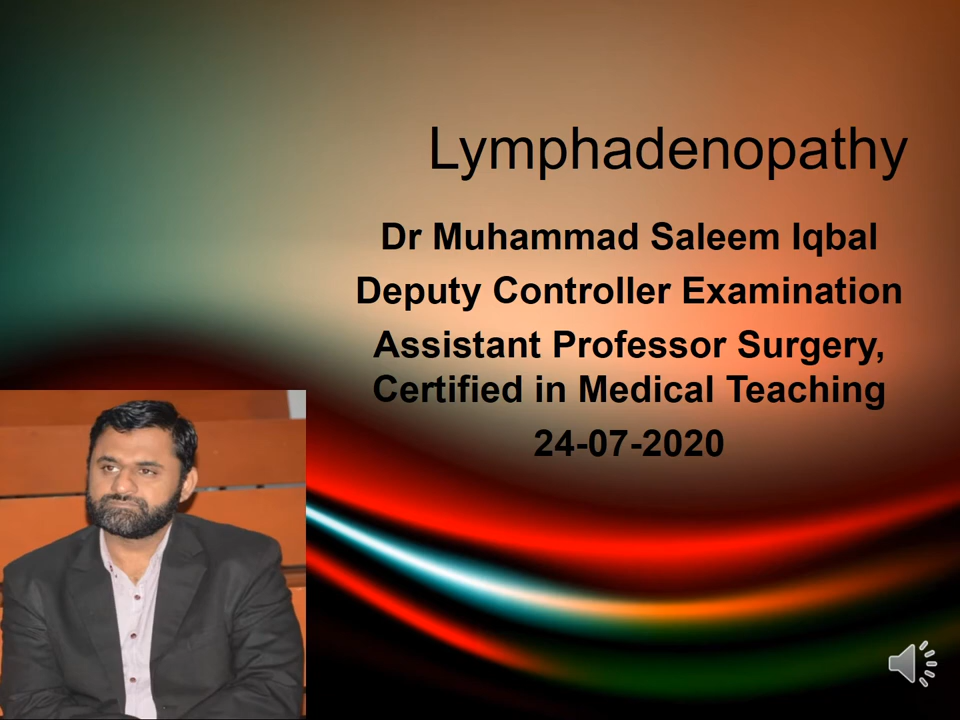 Lymphadenopathy
Dr Muhammad Saleem Iqbal
Deputy Controller Examination
Assistant Professor Surgery,
Certified in Medical Teaching
24-07-2020